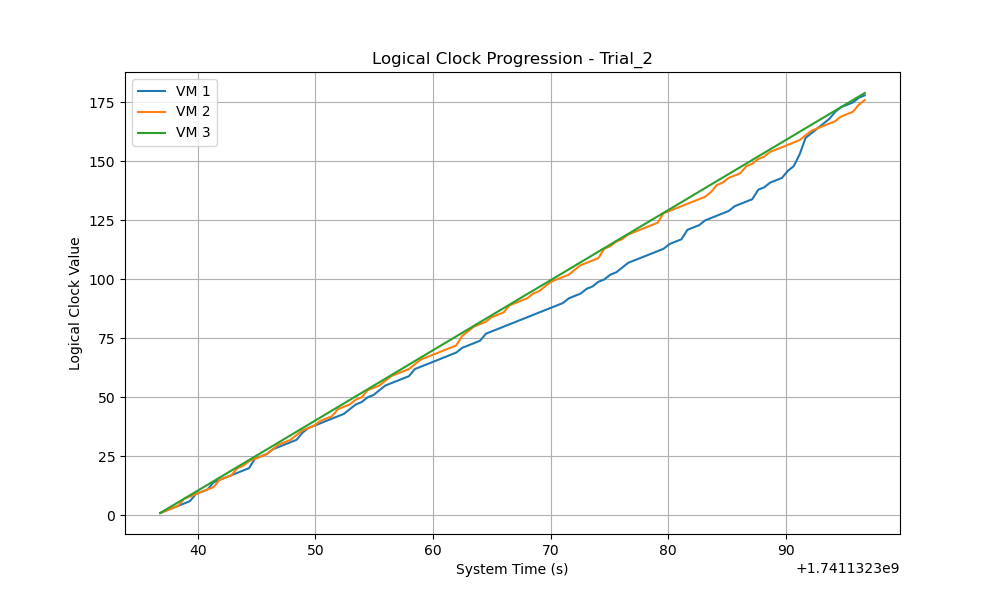 Logical Clock Progression - Trial_2
VM 1
VM 2
VM 3
Logical Clock Value
175
150
125
100
75
50
25
0
40 50 60 70 80 90
System Time (s)
+1.7411323e9